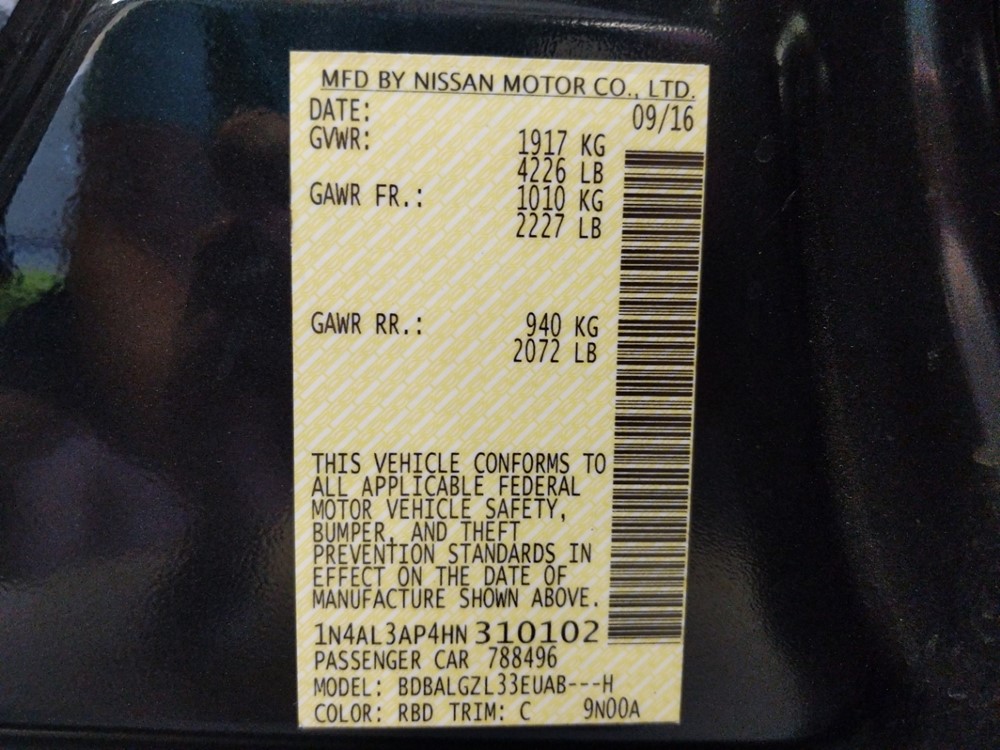 MFD BY NISSAN MOTOR CO., LTD.
DATE: 09/16
GVWR: 1917 KG
4226 LB
GAWR FR.: 1010 KG
2227 LB
GAWR RR.: 940 KG
2072 LB
THIS VEHICLE CONFORMS TO
ALL APPLICABLE FEDERAL
MOTOR VEHICLE SAFETY,
BUMPER, AND THEFT
PREVENTION STANDARDS IN
EFFECT ON THE DATE OF
MANUFACTURE SHOWN ABOVE.
1N4AL3AP4HN310102
PASSENGER CAR 788496
MODEL: BDBALGZL33EUAB---H
COLOR: RBD TRIM: C 9N00A